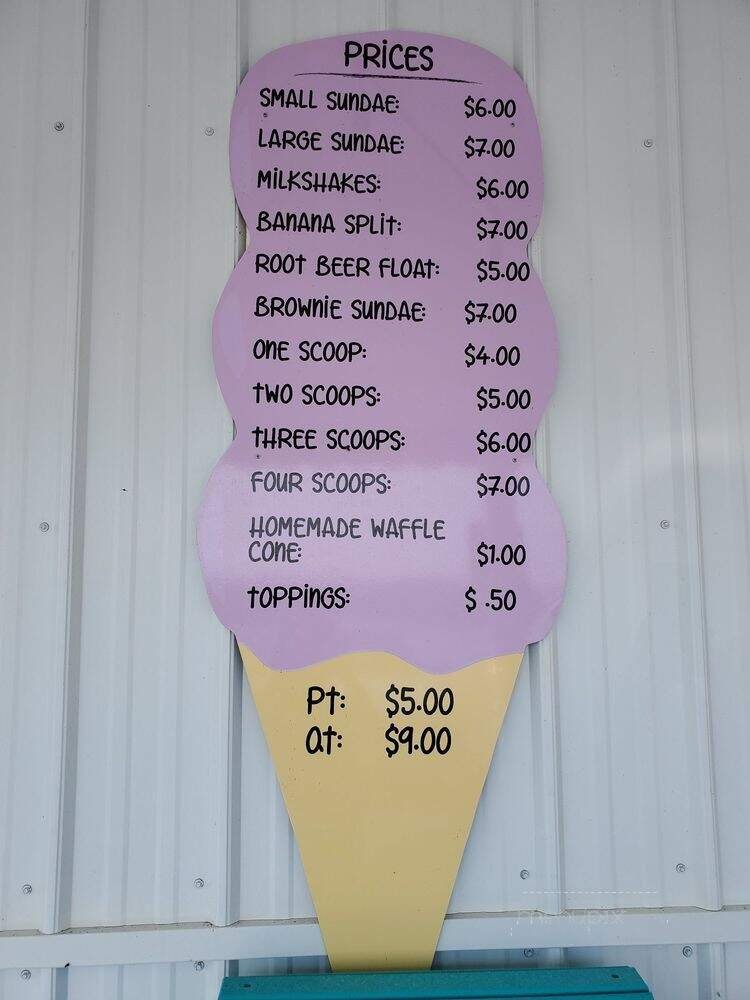 PRICES
SMALL SUNDAE: $6.00
LARGE SUNDAE: $7.00
MILKSHAKES: $6.00
BANANA SPLIT: $7.00
ROOT BEER FLOAT: $5.00
BROWNIE SUNDAE: $7.00
ONE SCOOP: $4.00
TWO SCOOPS: $5.00
THREE SCOOPS: $6.00
FOUR SCOOPS: $7.00
HOMEMADE WAFFLE
CONE: $1.00
TOPPINGS: $ .50
Pt: $5.00
Qt: $9.00